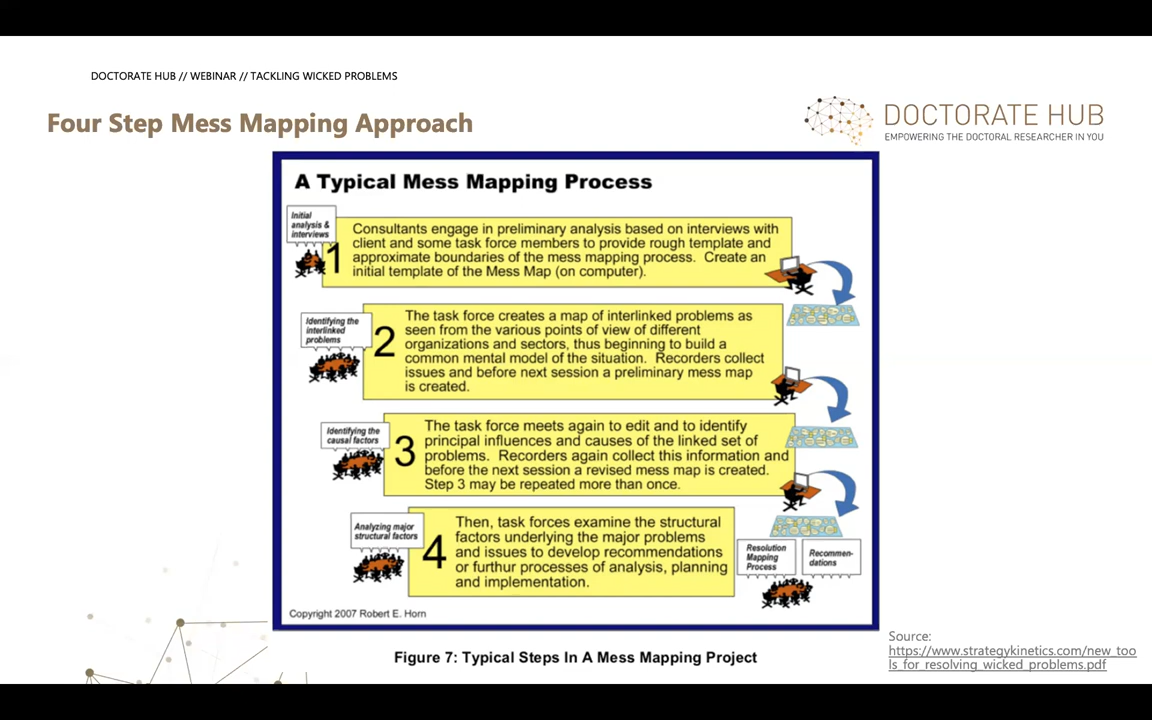 DOCTORATE HUB // WEBINAR // TACKLING WICKED PROBLEMS
Four Step Mess Mapping Approach
DOCTORATE HUB
EMPOWERING THE DOCTORAL RESEARCHER IN YOU
A Typical Mess Mapping Process
Initial
analysis &
interviews
1
Consultants engage in preliminary analysis based on interviews with
client and some task force members to provide rough template and
approximate boundaries of the mess mapping process. Create an
initial template of the Mess Map (on computer).
Identifying the
interlinked
problems
2
The task force creates a map of interlinked problems as
seen from the various points of view of different
organizations and sectors, thus beginning to build a
common mental model of the situation. Recorders collect
issues and before next session a preliminary mess map
is created.
Identifying the
causal factors
3
The task force meets again to edit and to identify
principal influences and causes of the linked set of
problems. Recorders again collect this information and
before the next session a revised mess map is created.
Step 3 may be repeated more than once.
Analyzing major
structural factors
4
Then, task forces examine the structural
factors underlying the major problems
and issues to develop recommendations
or furthur processes of analysis, planning
and implementation.
Resolution
Mapping
Process
Recommen-
dations
Copyright 2007 Robert E. Horn
Figure 7: Typical Steps In A Mess Mapping Project
Source:
https://www.strategykinetics.com/new_too
ls_for_resolving_wicked_problems.pdf